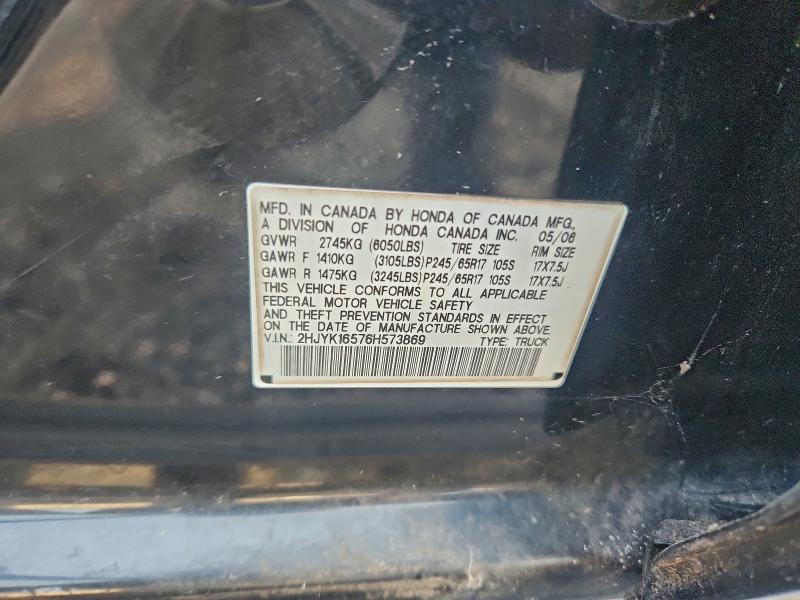 MFD. IN CANADA BY HONDA OF CANADA MFG.,
A DIVISION OF HONDA CANADA INC. 05/06
GVWR 2745KG (6050LBS) TIRE SIZE RIM SIZE
GAWR F 1410KG (3105LBS) P245/65R17 105S 17X7.5J
GAWR R 1475KG (3245LBS) P245/65R17 105S 17X7.5J
THIS VEHICLE CONFORMS TO ALL APPLICABLE
FEDERAL MOTOR VEHICLE SAFETY
AND THEFT PREVENTION STANDARDS IN EFFECT
ON THE DATE OF MANUFACTURE SHOWN ABOVE.
V.I.N.: 2HJYK16576H573869 TYPE: TRUCK